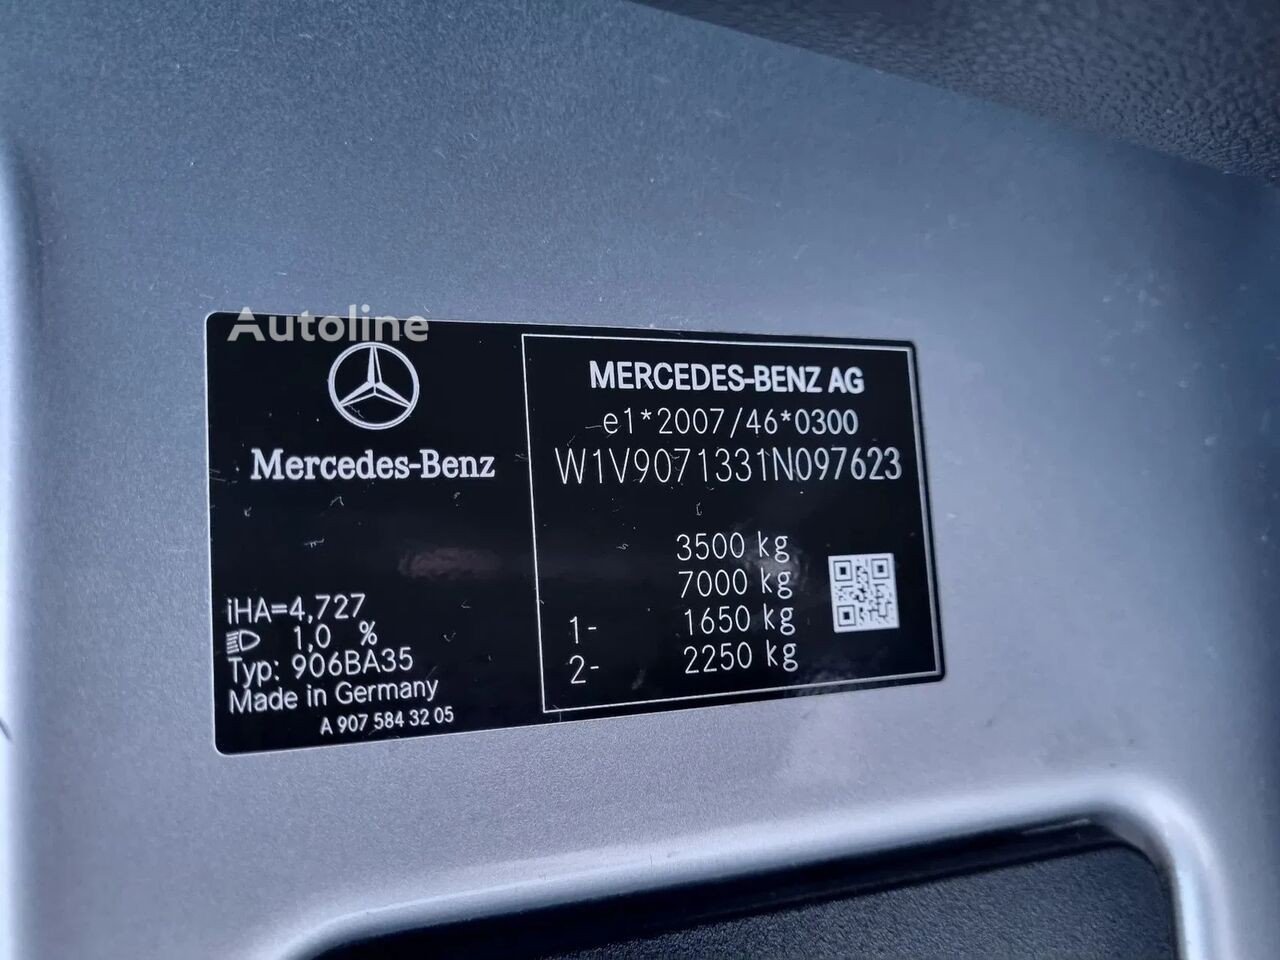 Autoline
Mercedes-Benz
iHA=4,727
1,0 %
Typ: 906BA35
Made in Germany
A 907 584 32 05
MERCEDES-BENZ AG
e1*2007/46*0300
W1V9071331N097623
3500 kg
7000 kg
1- 1650 kg
2- 2250 kg